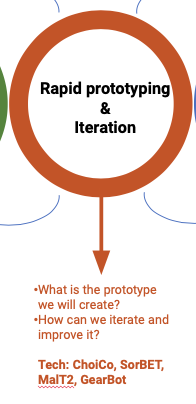 Rapid prototyping
&
Iteration
•What is the prototype
we will create?
•How can we iterate and
improve it?
Tech: ChoiCo, SorBET,
MalT2, GearBot